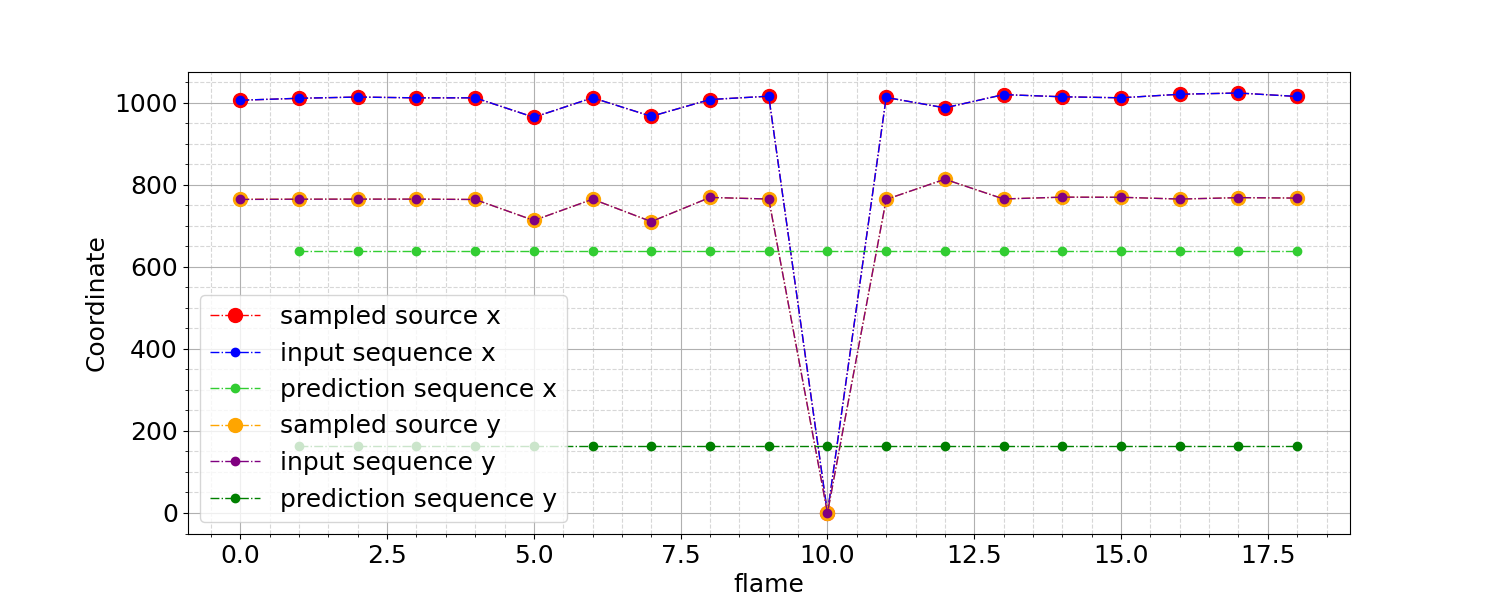 1000
800
600
400
200
0
Coordinate
sampled source x
input sequence x
prediction sequence x
sampled source y
input sequence y
prediction sequence y
0.0 2.5 5.0 7.5 10.0 12.5 15.0 17.5
flame